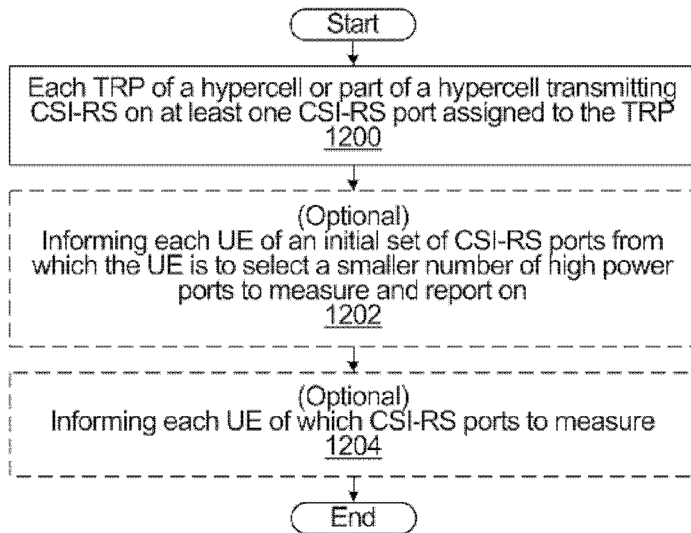 Start
Each TRP of a hypercell or part of a hypercell transmitting
CSI-RS on at least one CSI-RS port assigned to the TRP
1200
(Optional)
Informing each UE of an initial set of CSI-RS ports from
which the UE is to select a smaller number of high power
ports to measure and report on
1202
(Optional)
Informing each UE of which CSI-RS ports to measure
1204
End